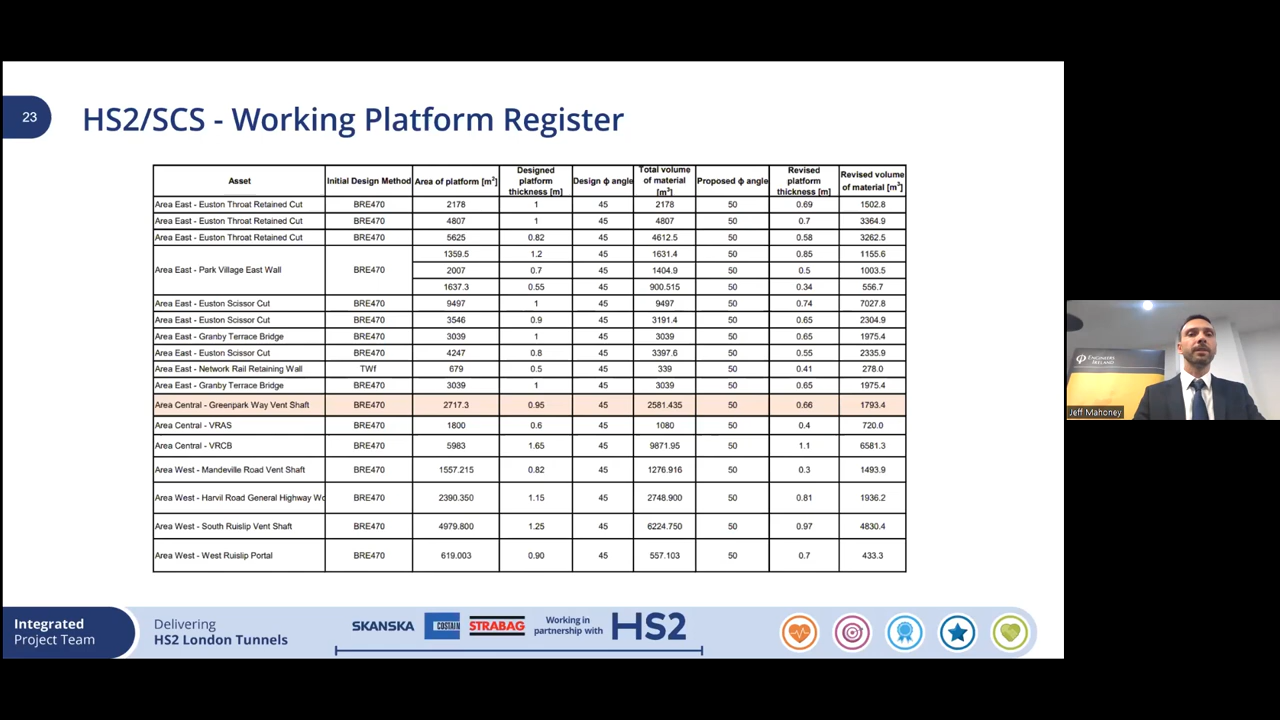 23
HS2/SCS - Working Platform Register
Asset Initial Design Method Area of platform [m²] Designed platform thickness [m] Design ϕ angle Total volume of material [m³] Proposed ϕ angle Revised platform thickness [m] Revised volume of material [m³]
Area East - Euston Throat Retained Cut BRE470 2178 1 45 2178 50 0.69 1502.8
Area East - Euston Throat Retained Cut BRE470 4807 1 45 4807 50 0.7 3364.9
Area East - Euston Throat Retained Cut BRE470 5625 0.82 45 4612.5 50 0.58 3262.5
Area East - Park Village East Wall BRE470 1359.5 1.2 45 1631.4 50 0.85 1155.6
2007 0.7 45 1404.9 50 0.5 1003.5
1637.3 0.55 45 900.515 50 0.34 556.7
Area East - Euston Scissor Cut BRE470 9497 1 45 9497 50 0.74 7027.8
Area East - Euston Scissor Cut BRE470 3546 0.9 45 3191.4 50 0.65 2304.9
Area East - Granby Terrace Bridge BRE470 3039 1 45 3039 50 0.65 1975.4
Area East - Euston Scissor Cut BRE470 4247 0.8 45 3397.6 50 0.55 2335.9
Area East - Network Rail Retaining Wall TWf 679 0.5 45 339 50 0.41 278.0
Area East - Granby Terrace Bridge BRE470 3039 1 45 3039 50 0.65 1975.4
Area Central - Greenpark Way Vent Shaft BRE470 2717.3 0.95 45 2581.435 50 0.66 1793.4
Area Central - VRAS BRE470 1800 0.6 45 1080 50 0.4 720.0
Area Central - VRCB BRE470 5983 1.65 45 9871.95 50 1.1 6581.3
Area West - Mandeville Road Vent Shaft BRE470 1557.215 0.82 45 1276.916 50 0.3 1493.9
Area West - Harvil Road General Highway Wo BRE470 2390.350 1.15 45 2748.900 50 0.81 1936.2
Area West - South Ruislip Vent Shaft BRE470 4979.800 1.25 45 6224.750 50 0.97 4830.4
Area West - West Ruislip Portal BRE470 619.003 0.90 45 557.103 50 0.7 433.3
ENGINEERS
IRELAND
Jeff Mahoney
Integrated
Project Team
Delivering
HS2 London Tunnels
SKANSKA COSTAIN STRABAG
Working in
partnership with
HS2